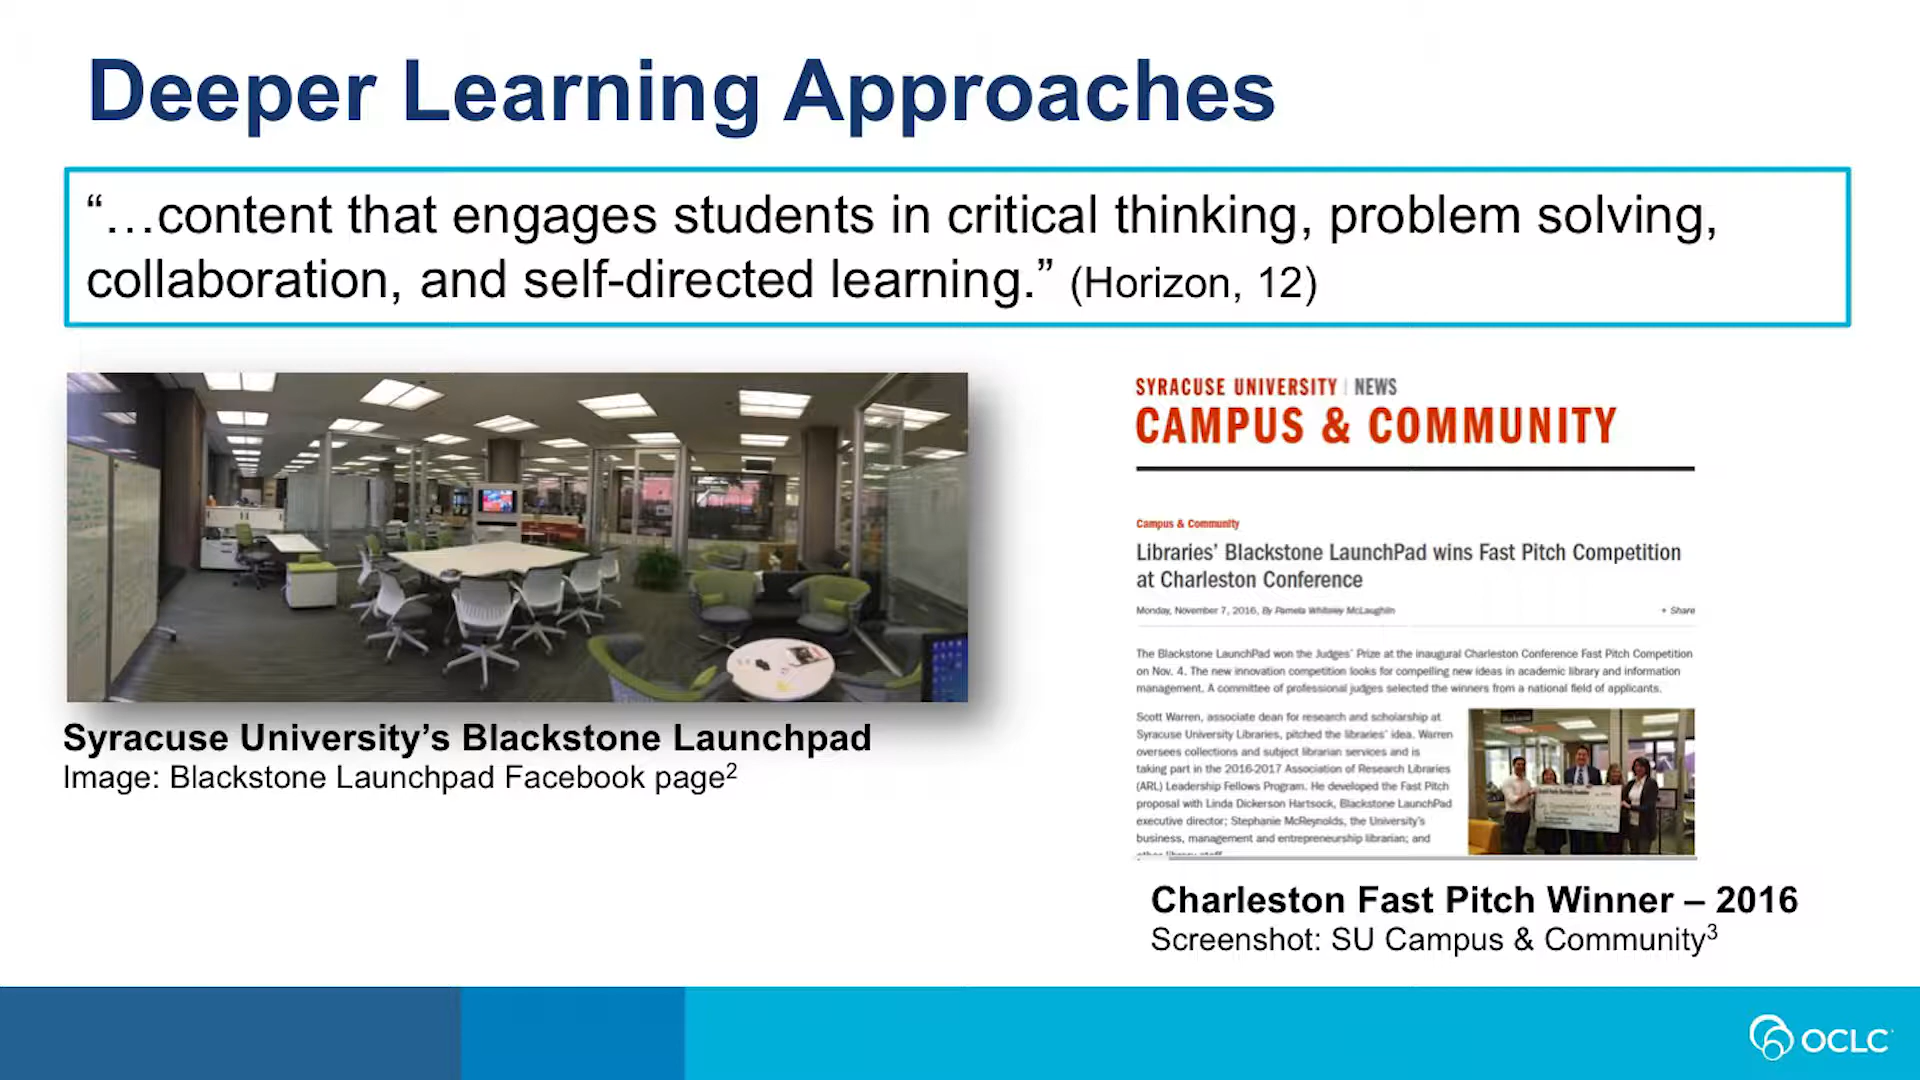 Deeper Learning Approaches
“…content that engages students in critical thinking, problem solving,
collaboration, and self-directed learning.” (Horizon, 12)
SYRACUSE UNIVERSITY | NEWS
CAMPUS & COMMUNITY
Campus & Community
Libraries’ Blackstone LaunchPad wins Fast Pitch Competition
at Charleston Conference
Monday, November 7, 2016, By Pamela Whiteley McLaughlin
+ Share
The Blackstone LaunchPad won the Judges’ Prize at the inaugural Charleston Conference Fast Pitch Competition
on Nov. 4. The new innovation competition looks for compelling new ideas in academic library and information
management. A committee of professional judges selected the winners from a national field of applicants.
Scott Warren, associate dean for research and scholarship at
Syracuse University Libraries, pitched the libraries’ idea. Warren
oversees collections and subject librarian services and is
taking part in the 2016-2017 Association of Research Libraries
(ARL) Leadership Fellows Program. He developed the Fast Pitch
proposal with Linda Dickerson Hartsock, Blackstone LaunchPad
executive director; Stephanie McReynolds, the University’s
business, management and entrepreneurship librarian; and
other library staff
Syracuse University’s Blackstone Launchpad
Image: Blackstone Launchpad Facebook page2
Charleston Fast Pitch Winner – 2016
Screenshot: SU Campus & Community3
OCLC